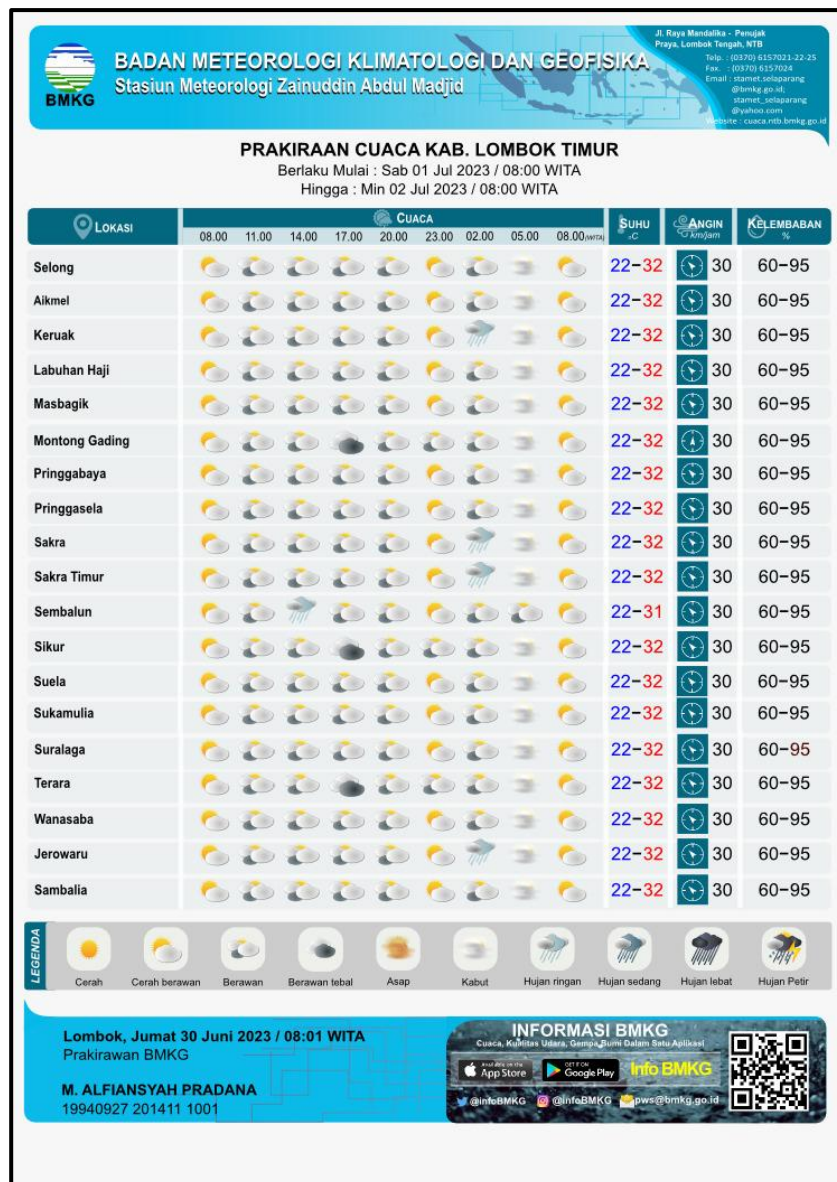 BMKG
BADAN METEOROLOGI KLIMATOLOGI DAN GEOFISIKA
Stasiun Meteorologi Zainuddin Abdul Madjid
Jl. Raya Mandalika - Penujak
Praya, Lombok Tengah, NTB
Telp. : (0370) 6157021-22-25
Fax. : (0370) 6157024
Email : stamet.selaparang
@bmkg.go.id;
stamet_selaparang
@yahoo.com
Website : cuaca.ntb.bmkg.go.id
PRAKIRAAN CUACA KAB. LOMBOK TIMUR
Berlaku Mulai : Sab 01 Jul 2023 / 08:00 WITA
Hingga : Min 02 Jul 2023 / 08:00 WITA
LOKASI CUACA SUHU °C ANGIN km/jam KELEMBABAN %
08.00 11.00 14.00 17.00 20.00 23.00 02.00 05.00 08.00 (WITA)
Selong 22-32 30 60-95
Aikmel 22-32 30 60-95
Keruak 22-32 30 60-95
Labuhan Haji 22-32 30 60-95
Masbagik 22-32 30 60-95
Montong Gading 22-32 30 60-95
Pringgabaya 22-32 30 60-95
Pringgasela 22-32 30 60-95
Sakra 22-32 30 60-95
Sakra Timur 22-32 30 60-95
Sembalun 22-31 30 60-95
Sikur 22-32 30 60-95
Suela 22-32 30 60-95
Sukamulia 22-32 30 60-95
Suralaga 22-32 30 60-95
Terara 22-32 30 60-95
Wanasaba 22-32 30 60-95
Jerowaru 22-32 30 60-95
Sambalia 22-32 30 60-95
LEGENDA
Cerah Cerah berawan Berawan Berawan tebal Asap Kabut Hujan ringan Hujan sedang Hujan lebat Hujan Petir
Lombok, Jumat 30 Juni 2023 / 08:01 WITA
Prakirawan BMKG
M. ALFIANSYAH PRADANA
19940927 201411 1001
INFORMASI BMKG
Cuaca, Kualitas Udara, Gempa Bumi Dalam Satu Aplikasi
Available on the App Store GET IT ON Google Play Info BMKG
@infoBMKG @infoBMKG pws@bmkg.go.id